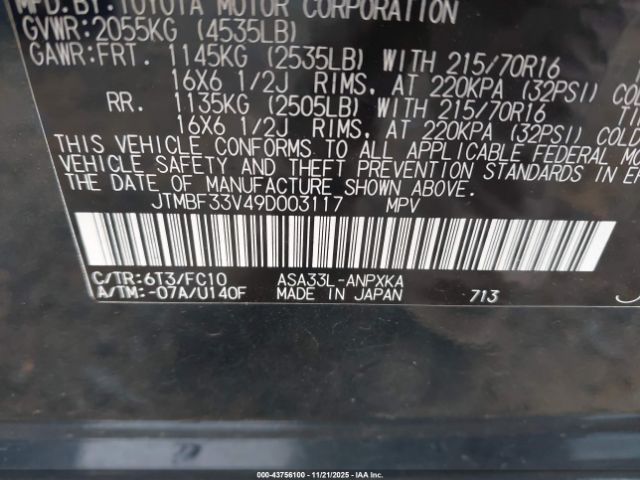 MFD.BY:TOYOTA MOTOR CORPORATION
GVWR:2055KG (4535LB)
GAWR:FRT. 1145KG (2535LB) WITH 215/70R16
16X6 1/2J RIMS, AT 220KPA (32PSI)
RR. 1135KG (2505LB) WITH 215/70R16
16X6 1/2J RIMS, AT 220KPA (32PSI) COLD
THIS VEHICLE CONFORMS TO ALL APPLICABLE FEDERAL
VEHICLE SAFETY AND THEFT PREVENTION STANDARDS IN
THE DATE OF MANUFACTURE SHOWN ABOVE.
JTMBF33V49D003117 MPV
C/TR:6T3/FC10 ASA33L-ANPXKA
A/TM:-07A/U140F MADE IN JAPAN 713
000-43756100 - 11/21/2025 - IAAI, Inc.